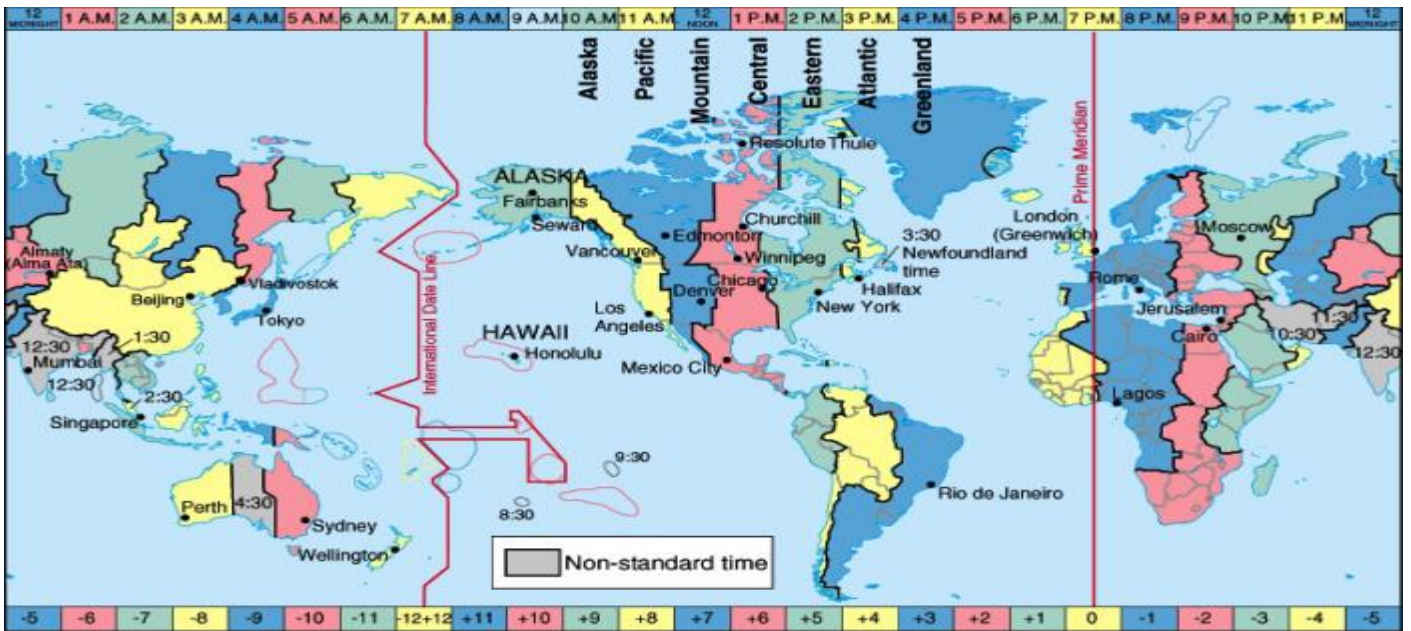 12 MIDNIGHT 1 A.M. 2 A.M. 3 A.M. 4 A.M. 5 A.M. 6 A.M. 7 A.M. 8 A.M. 9 A.M. 10 A.M. 11 A.M. 12 NOON 1 P.M. 2 P.M. 3 P.M. 4 P.M. 5 P.M. 6 P.M. 7 P.M. 8 P.M. 9 P.M. 10 P.M. 11 P.M. 12 MIDNIGHT
Alaska
Pacific
Mountain
Central
Eastern
Atlantic
Greenland
Prime Meridian
International Date Line
Resolute Thule
ALASKA
Fairbanks
Seward
Vancouver
Edmonton
Churchill
Winnipeg
3:30
Newfoundland
time
London
(Greenwich)
Moscow
Almaty
(Alma Ata)
Beijing
Vladivostok
Tokyo
Los
Angeles
Denver
Chicago
New York
Halifax
Rome
Jerusalem
Cairo
11:30
10:30
12:30
1:30
12:30
Mumbai
12:30
2:30
Singapore
HAWAII
Honolulu
Mexico City
Lagos
9:30
8:30
Rio de Janeiro
Perth
4:30
Sydney
Wellington
Non-standard time
-5 -6 -7 -8 -9 -10 -11 -12+12 +11 +10 +9 +8 +7 +6 +5 +4 +3 +2 +1 0 -1 -2 -3 -4 -5